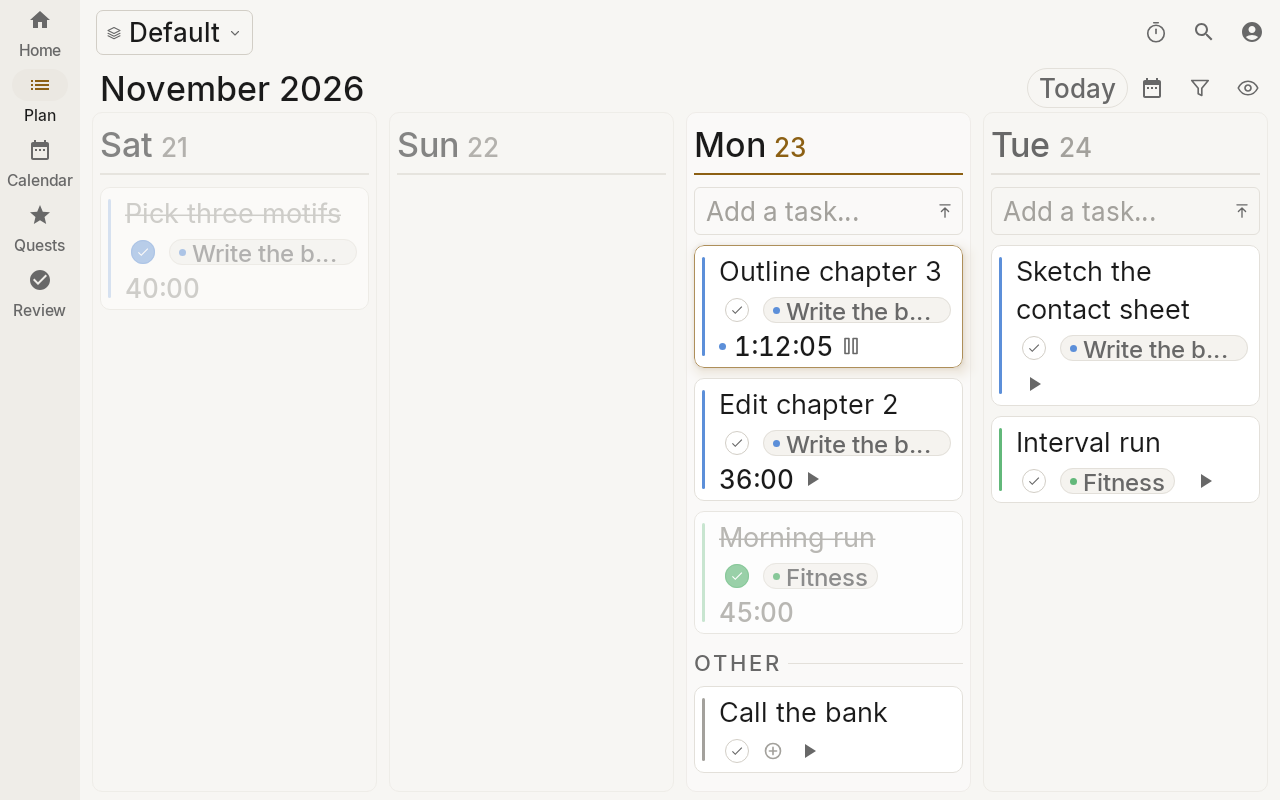 Home
Plan
Calendar
Quests
Review
Default
November 2026
Today
Sat 21
Pick three motifs
Write the b...
40:00
Sun 22
Mon 23
Add a task...
Outline chapter 3
Write the b...
1:12:05
Edit chapter 2
Write the b...
36:00
Morning run
Fitness
45:00
OTHER
Call the bank
Tue 24
Add a task...
Sketch the
contact sheet
Write the b...
Interval run
Fitness